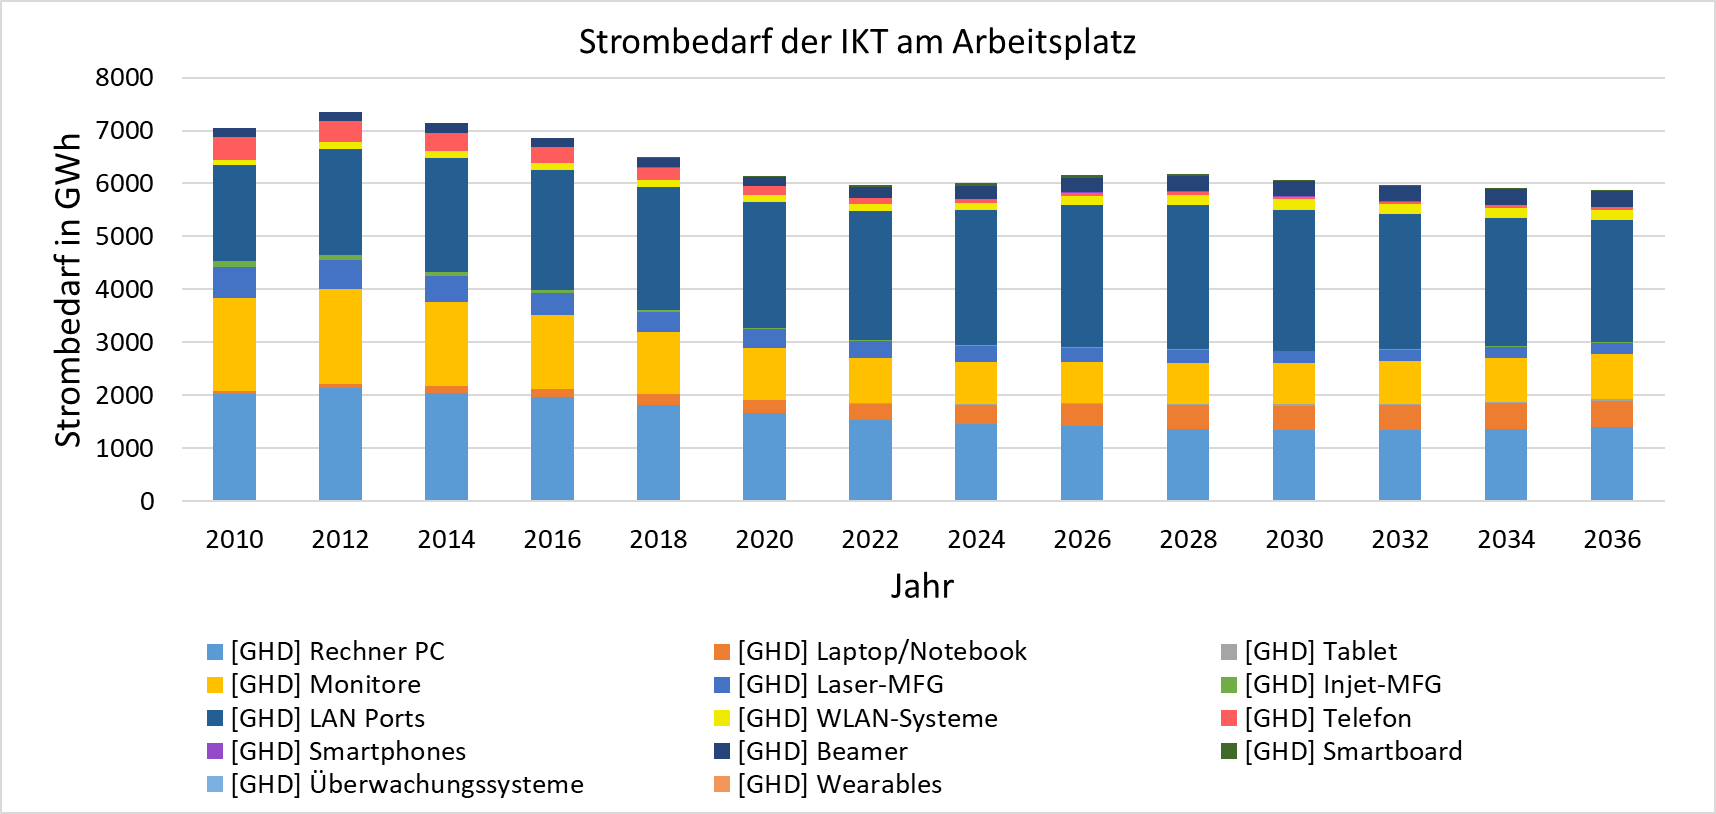 Strombedarf der IKT am Arbeitsplatz
Strombedarf in GWh
8000
7000
6000
5000
4000
3000
2000
1000
0
2010 2012 2014 2016 2018 2020 2022 2024 2026 2028 2030 2032 2034 2036
Jahr
[GHD] Rechner PC [GHD] Laptop/Notebook [GHD] Tablet
[GHD] Monitore [GHD] Laser-MFG [GHD] Injet-MFG
[GHD] LAN Ports [GHD] WLAN-Systeme [GHD] Telefon
[GHD] Smartphones [GHD] Beamer [GHD] Smartboard
[GHD] Überwachungssysteme [GHD] Wearables